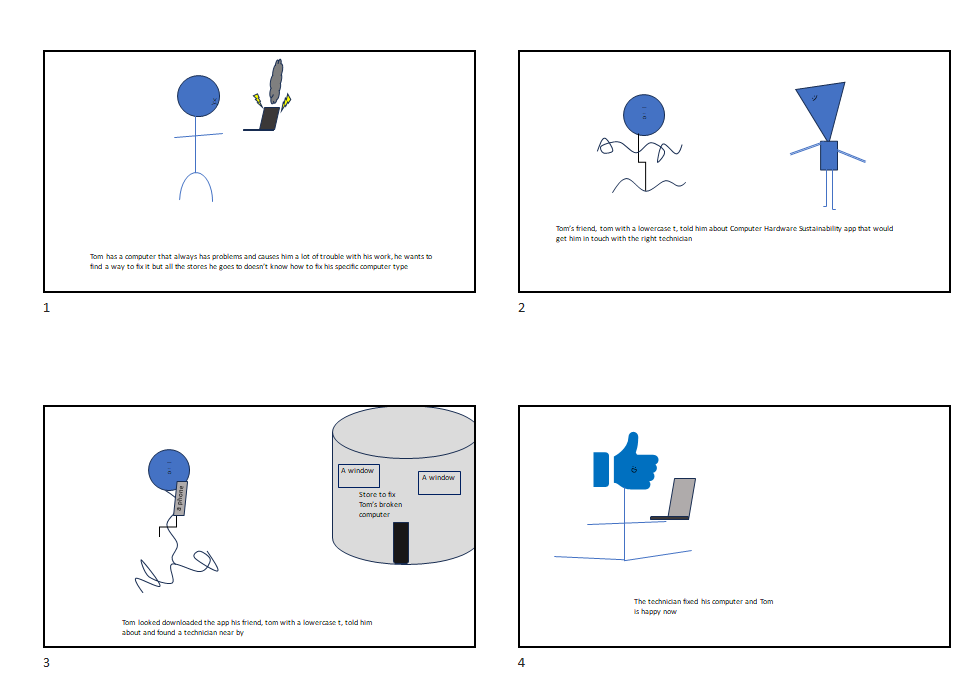 Tom has a computer that always has problems and causes him a lot of trouble with his work, he wants to
find a way to fix it but all the stores he goes to doesn't know how to fix his specific computer type
1
Tom's friend, tom with a lowercase t, told him about Computer Hardware Sustainability app that would
get him in touch with the right technician
2
A window
A window
Store to fix
Tom's broken
computer
a phone
Tom looked downloaded the app his friend, tom with a lowercase t, told him
about and found a technician near by
3
The technician fixed his computer and Tom
is happy now
4